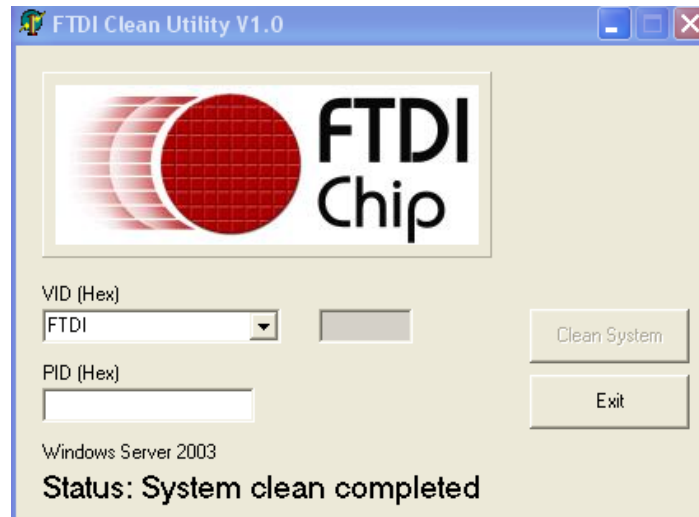 FTDI Clean Utility V1.0
FTDI
Chip
VID (Hex)
FTDI
Clean System
PID (Hex)
Exit
Windows Server 2003
Status: System clean completed